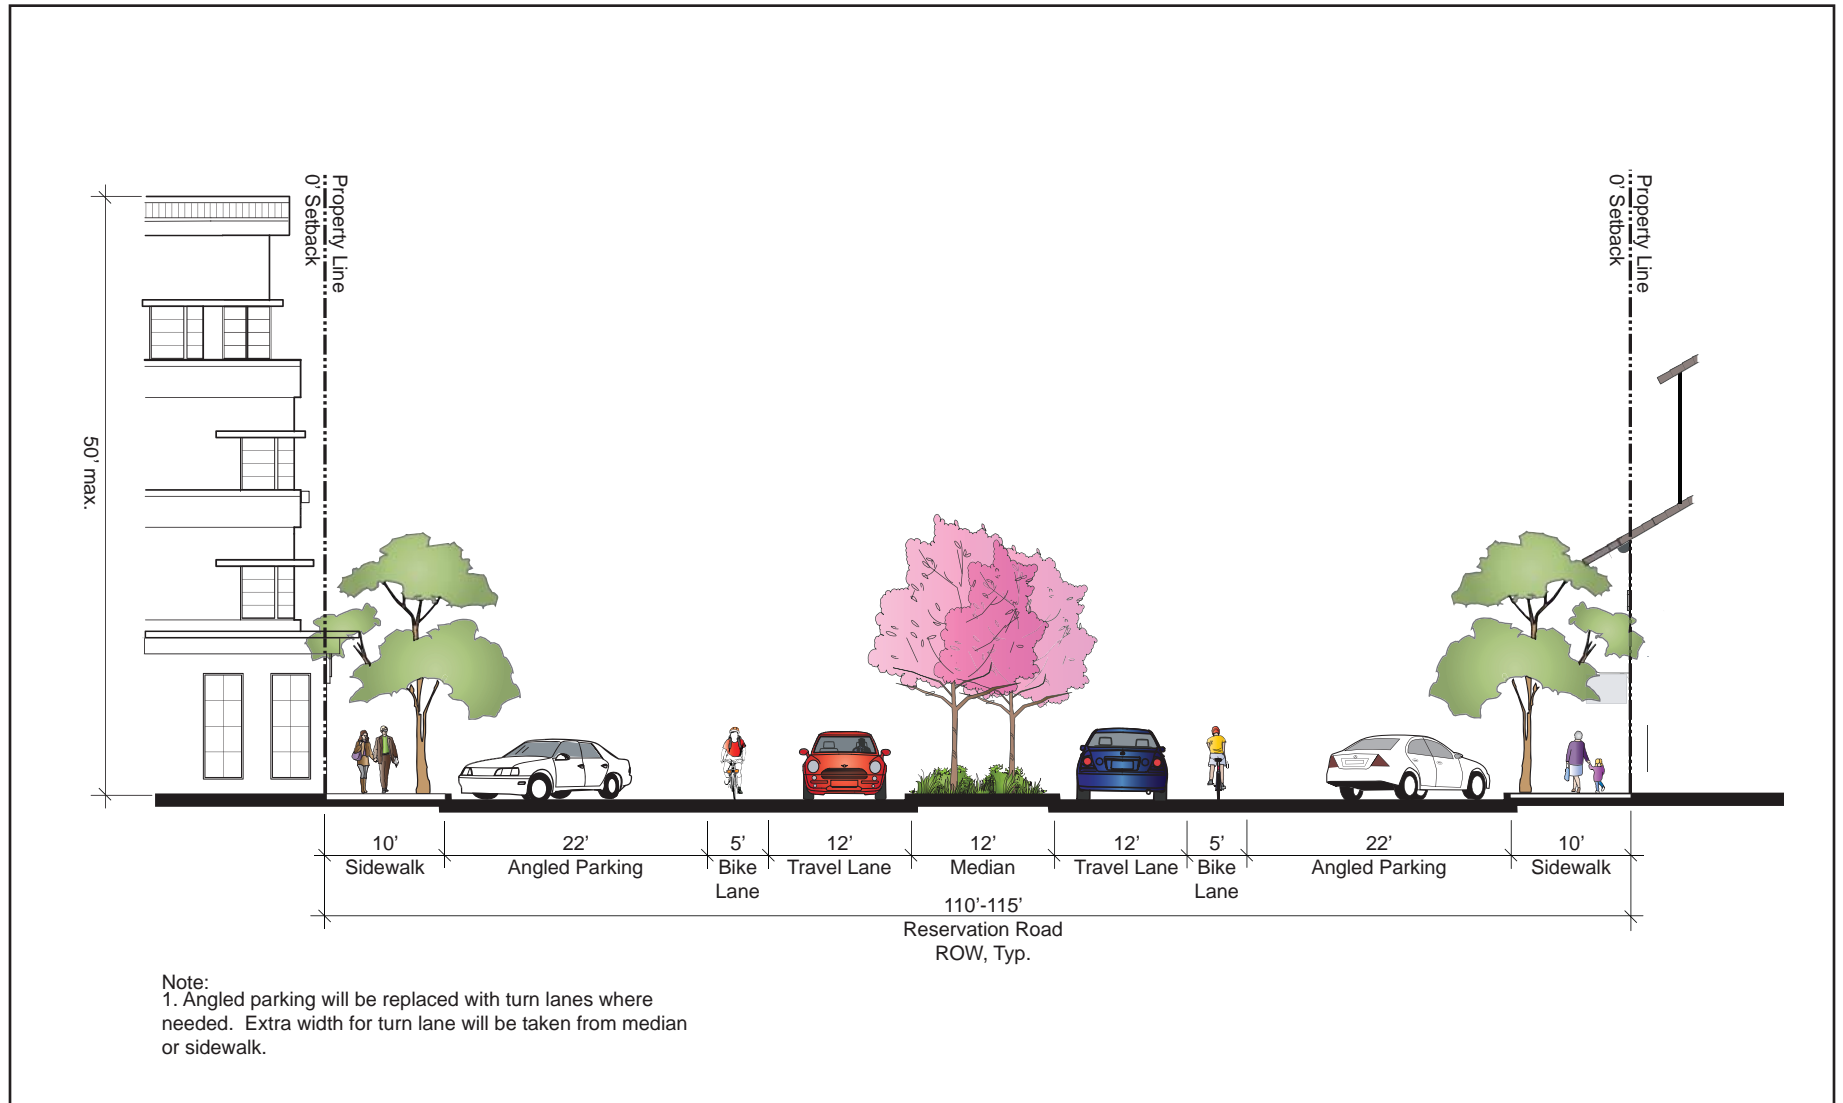 Property Line
0’ Setback
Property Line
0’ Setback
50’ max.
10’
Sidewalk
22’
Angled Parking
5’
Bike
Lane
12’
Travel Lane
12’
Median
12’
Travel Lane
5’
Bike
Lane
22’
Angled Parking
10’
Sidewalk
110’-115’
Reservation Road
ROW, Typ.
Note:
1. Angled parking will be replaced with turn lanes where
needed.  Extra width for turn lane will be taken from median
or sidewalk.